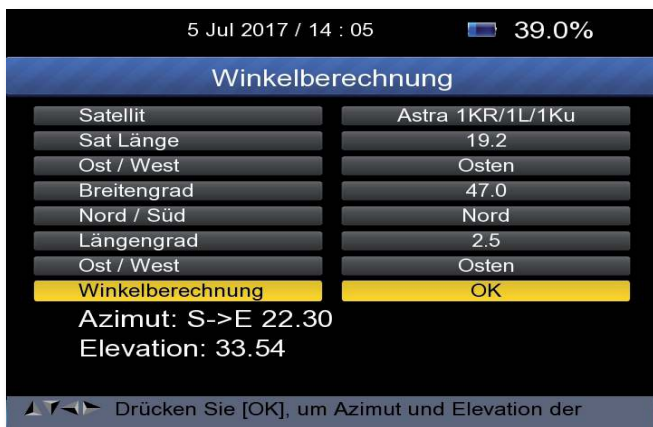 5 Jul 2017 / 14 : 05 39.0%
Winkelberechnung
Satellit Astra 1KR/1L/1Ku
Sat Länge 19.2
Ost / West Osten
Breitengrad 47.0
Nord / Süd Nord
Längengrad 2.5
Ost / West Osten
Winkelberechnung OK
Azimut: S->E 22.30
Elevation: 33.54
Drücken Sie [OK], um Azimut und Elevation der